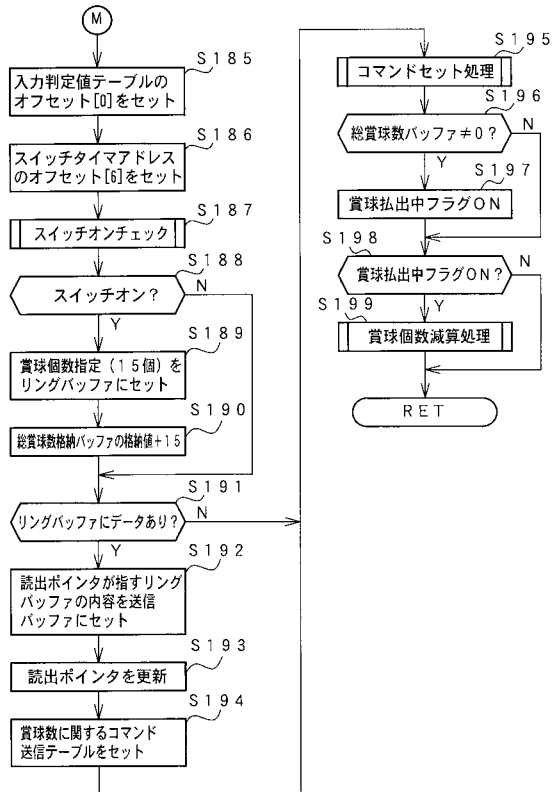 M
S185
入力判定値テーブルの
オフセット[0]をセット
S186
スイッチタイマアドレス
のオフセット[6]をセット
S187
スイッチオンチェック
S188
スイッチオン?
N
Y
S189
賞球個数指定(15個)を
リングバッファにセット
S190
総賞球数格納バッファの格納値+15
S191
リングバッファにデータあり?
N
Y
S192
読出ポインタが指すリング
バッファの内容を送信
バッファにセット
S193
読出ポインタを更新
S194
賞球数に関するコマンド
送信テーブルをセット
S195
コマンドセット処理
S196
総賞球数バッファ≠0?
N
Y
S197
賞球払出中フラグON
S198
賞球払出中フラグON?
N
Y
S199
賞球個数減算処理
RET